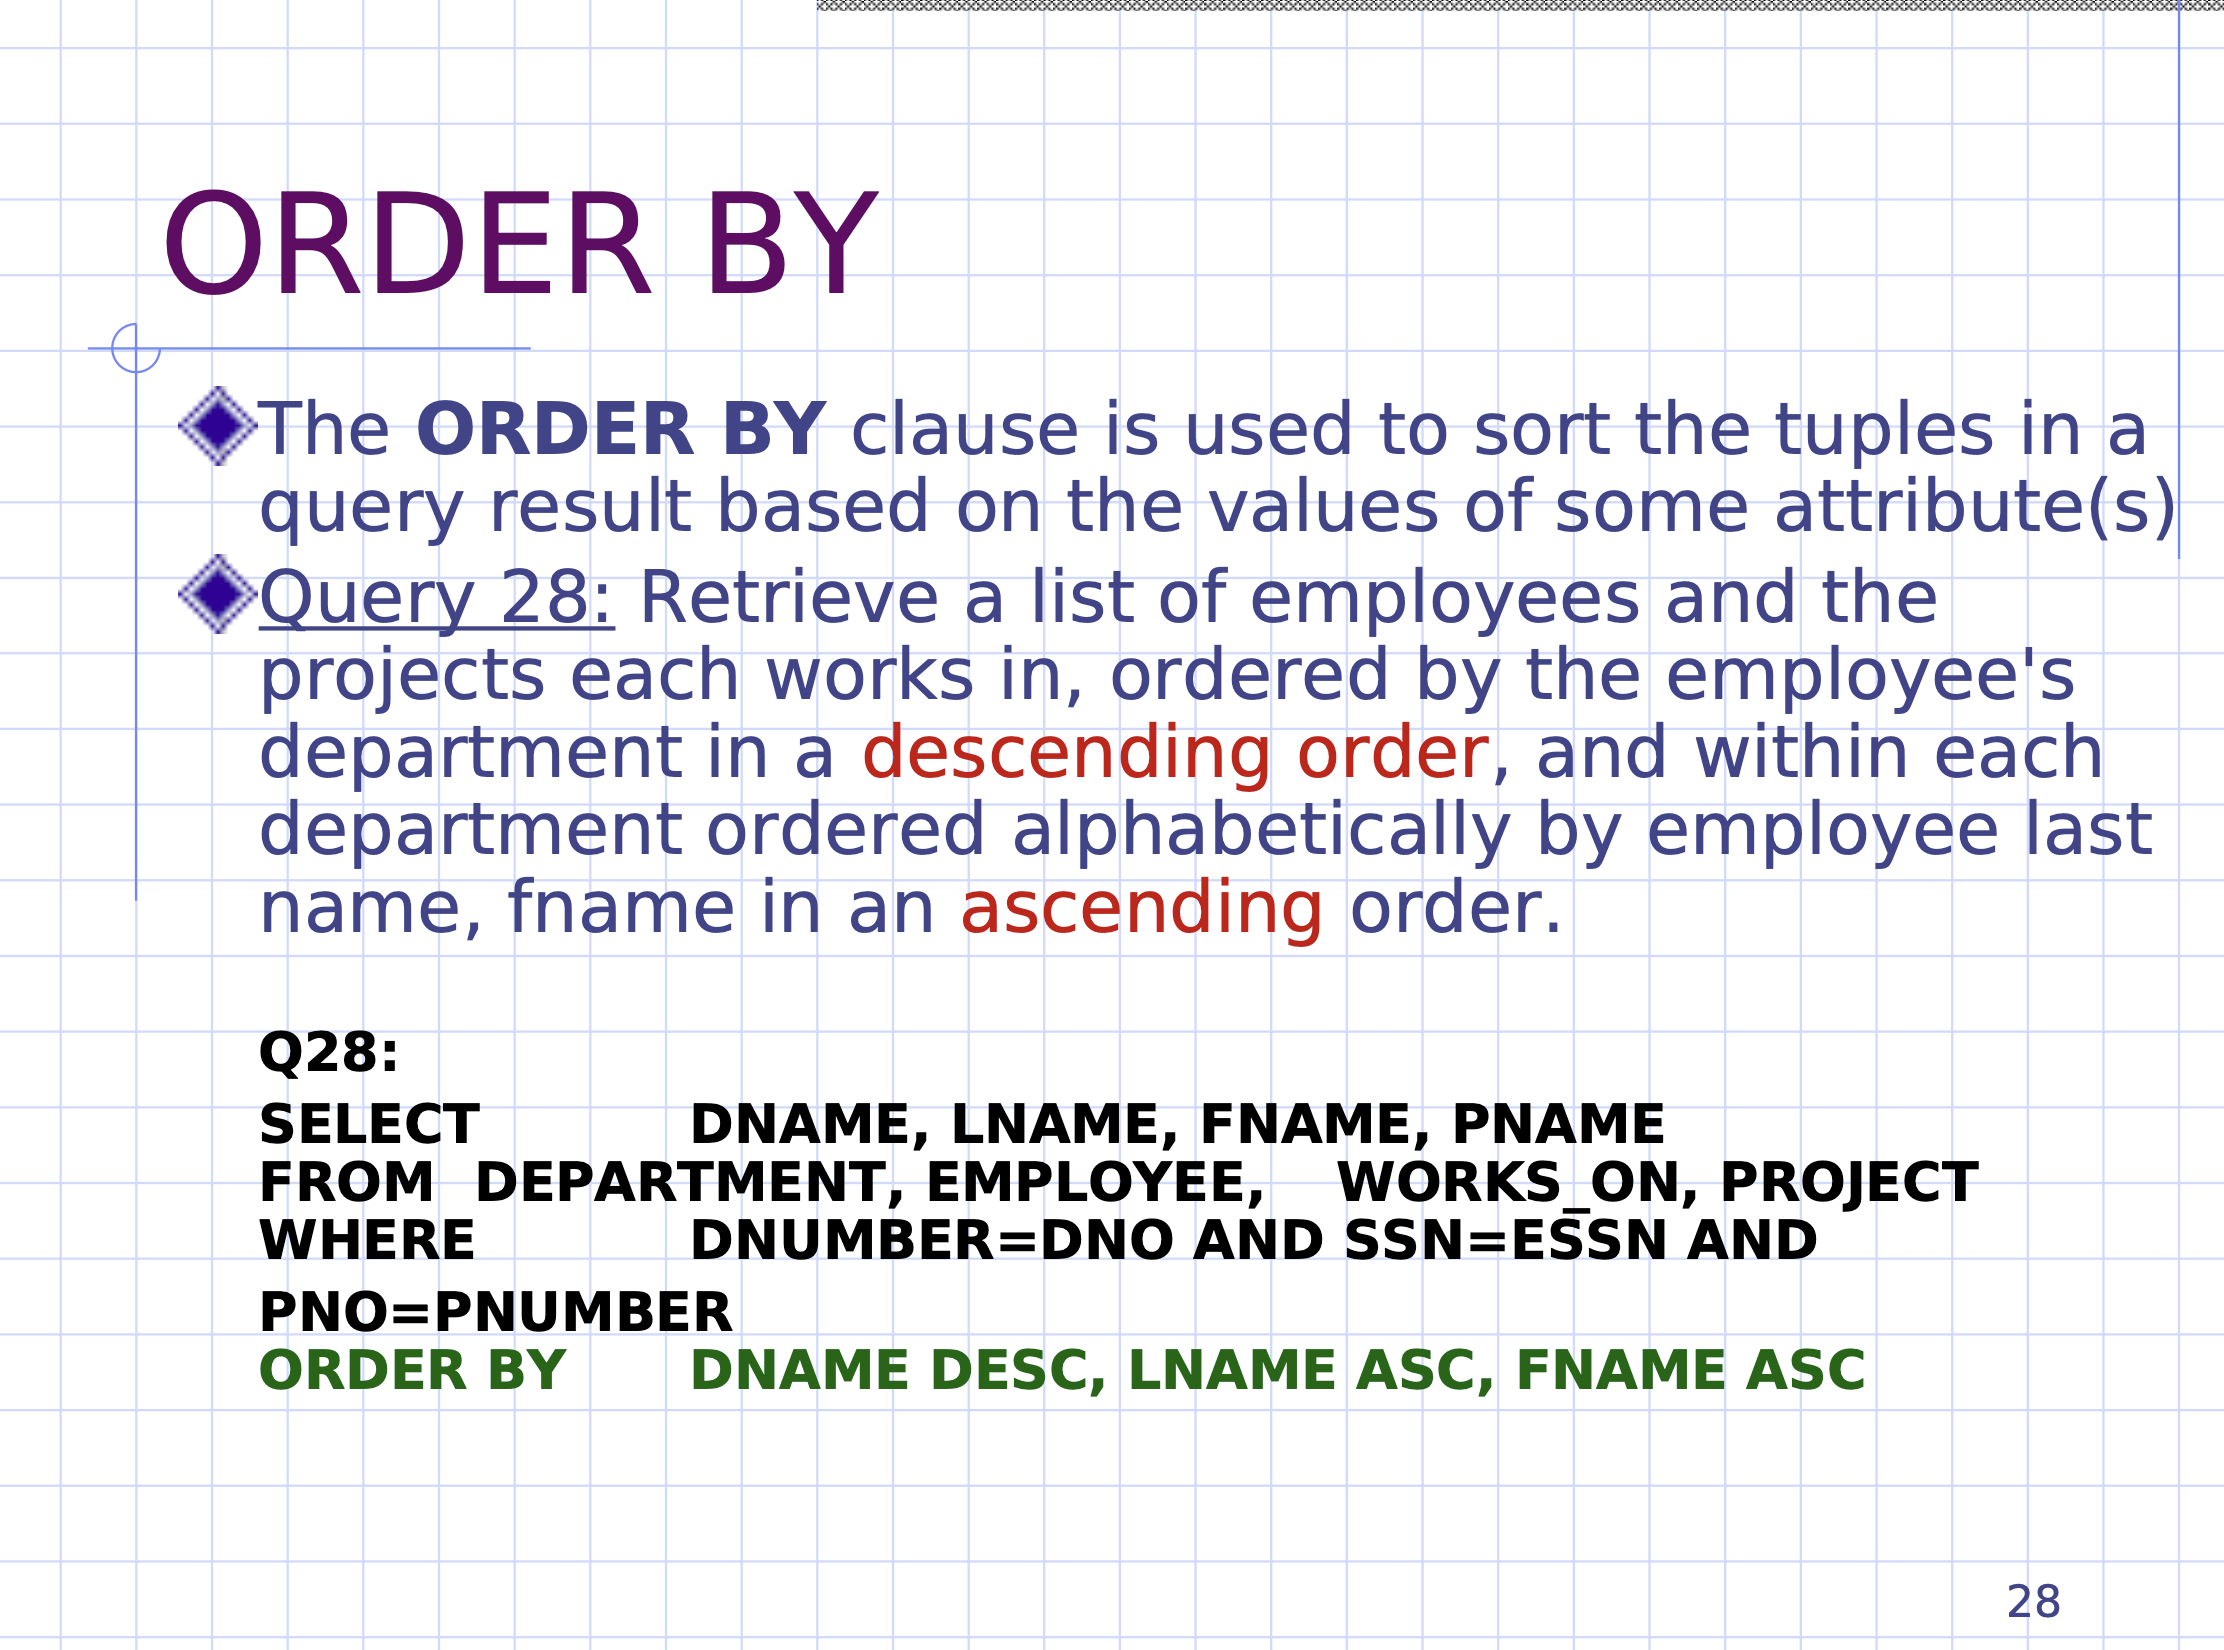 ORDER BY
The ORDER BY clause is used to sort the tuples in a
query result based on the values of some attribute(s)
Query 28: Retrieve a list of employees and the
projects each works in, ordered by the employee's
department in a descending order, and within each
department ordered alphabetically by employee last
name, fname in an ascending order.
Q28:
SELECT DNAME, LNAME, FNAME, PNAME
FROM DEPARTMENT, EMPLOYEE, WORKS_ON, PROJECT
WHERE DNUMBER=DNO AND SSN=ESSN AND
PNO=PNUMBER
ORDER BY DNAME DESC, LNAME ASC, FNAME ASC
28